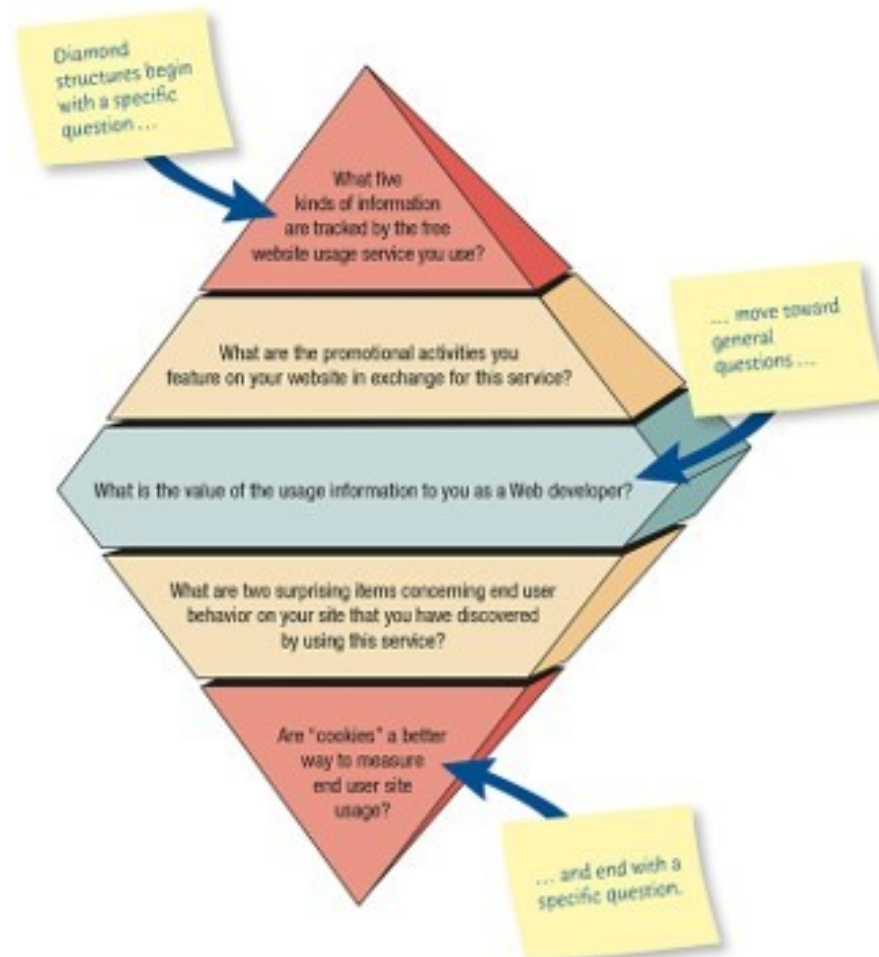 Diamond
structures begin
with a specific
question ...
What five
kinds of information
are tracked by the free
website usage service you use?
What are the promotional activities you
feature on your website in exchange for this service?
... move toward
general
questions ...
What is the value of the usage information to you as a Web developer?
What are two surprising items concerning end user
behavior on your site that you have discovered
by using this service?
Are "cookies" a better
way to measure
end user site
usage?
... and end with a
specific question.